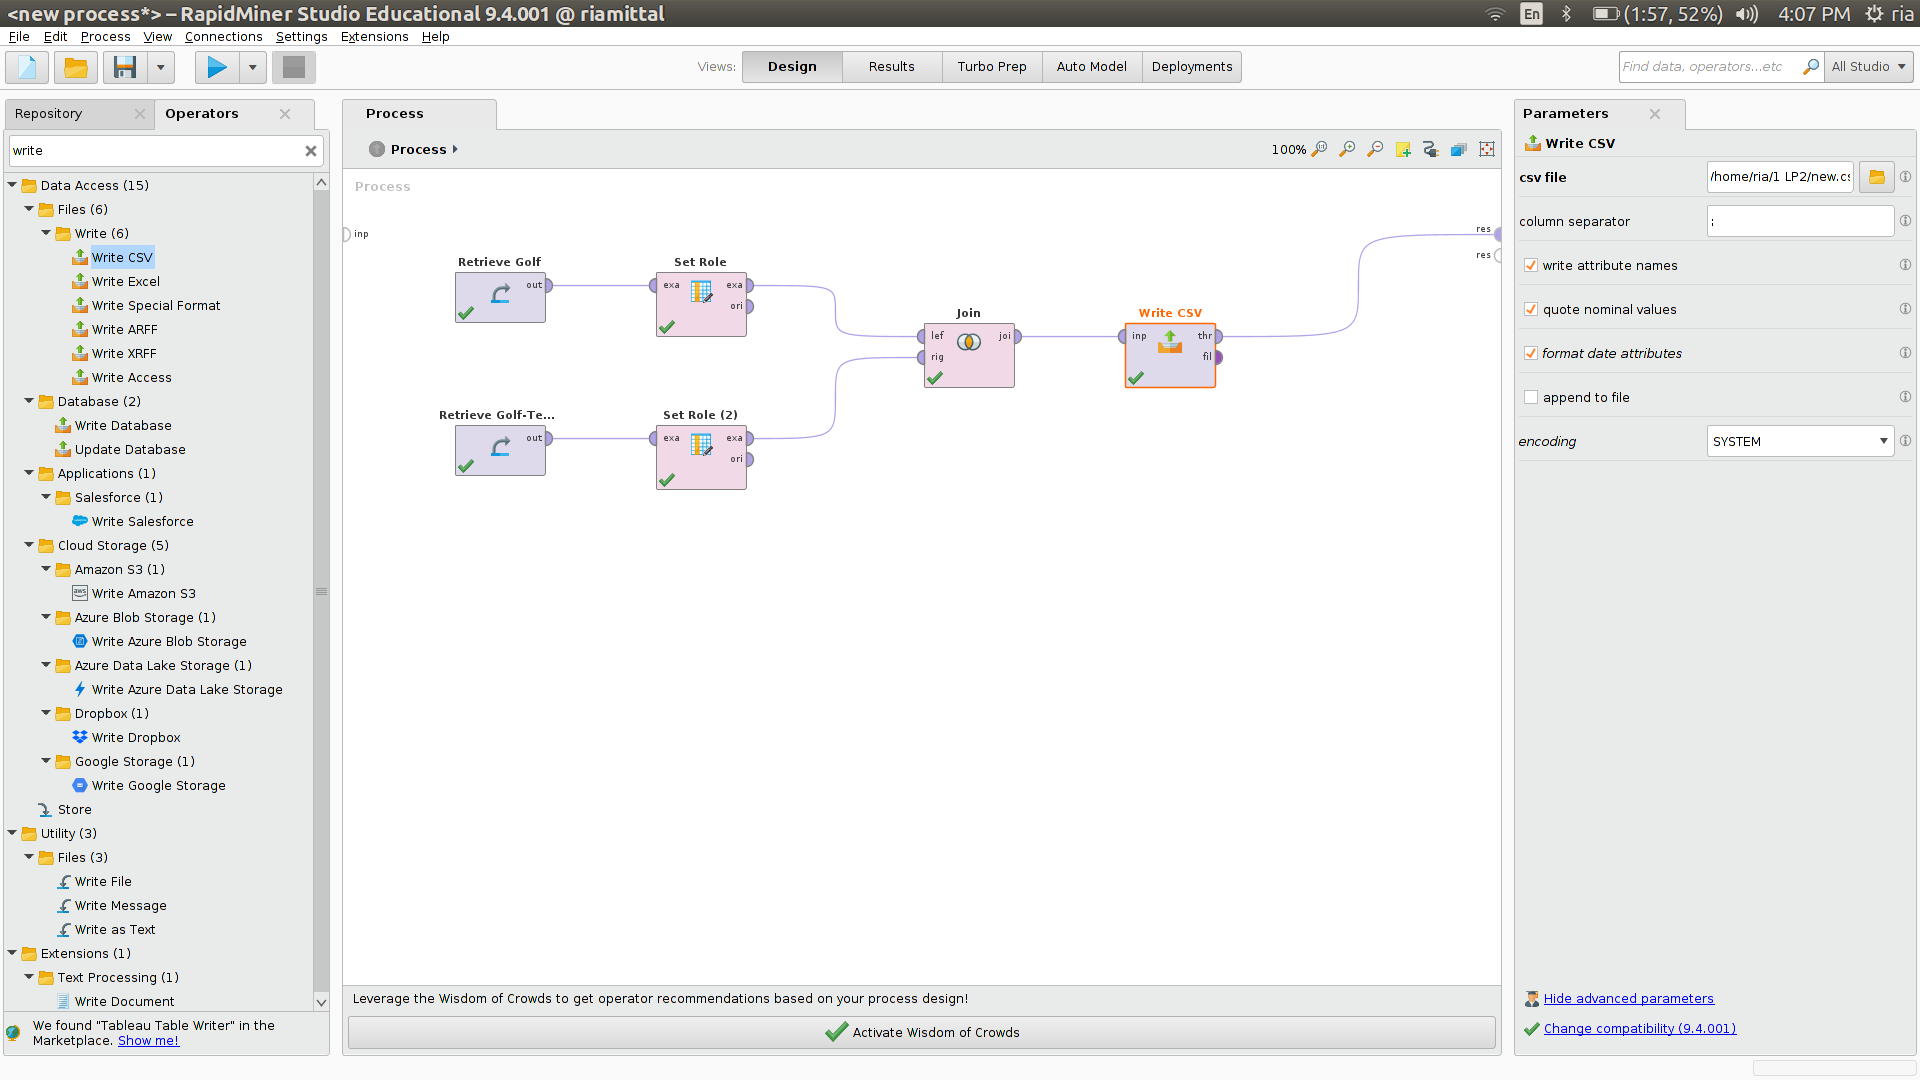 <new process*> – RapidMiner Studio Educational 9.4.001 @ riamittal
En
(1:57, 52%)
4:07 PM
ria
File Edit Process View Connections Settings Extensions Help
Views:
Design
Results
Turbo Prep
Auto Model
Deployments
Find data, operators...etc
All Studio
Repository
Operators
write
Data Access (15)
Files (6)
Write (6)
Write CSV
Write Excel
Write Special Format
Write ARFF
Write XRFF
Write Access
Database (2)
Write Database
Update Database
Applications (1)
Salesforce (1)
Write Salesforce
Cloud Storage (5)
Amazon S3 (1)
aws
Write Amazon S3
Azure Blob Storage (1)
Write Azure Blob Storage
Azure Data Lake Storage (1)
Write Azure Data Lake Storage
Dropbox (1)
Write Dropbox
Google Storage (1)
Write Google Storage
Store
Utility (3)
Files (3)
Write File
Write Message
Write as Text
Extensions (1)
Text Processing (1)
Write Document
We found "Tableau Table Writer" in the
Marketplace. Show me!
Process
Process
100%
Process
inp
res
res
Retrieve Golf
out
Set Role
exa exa
ori
Join
lef joi
rig
Write CSV
inp thr
fil
Retrieve Golf-Te...
out
Set Role (2)
exa exa
ori
Leverage the Wisdom of Crowds to get operator recommendations based on your process design!
Activate Wisdom of Crowds
Parameters
Write CSV
csv file
/home/ria/1 LP2/new.cs
column separator
;
write attribute names
quote nominal values
format date attributes
append to file
encoding
SYSTEM
Hide advanced parameters
Change compatibility (9.4.001)